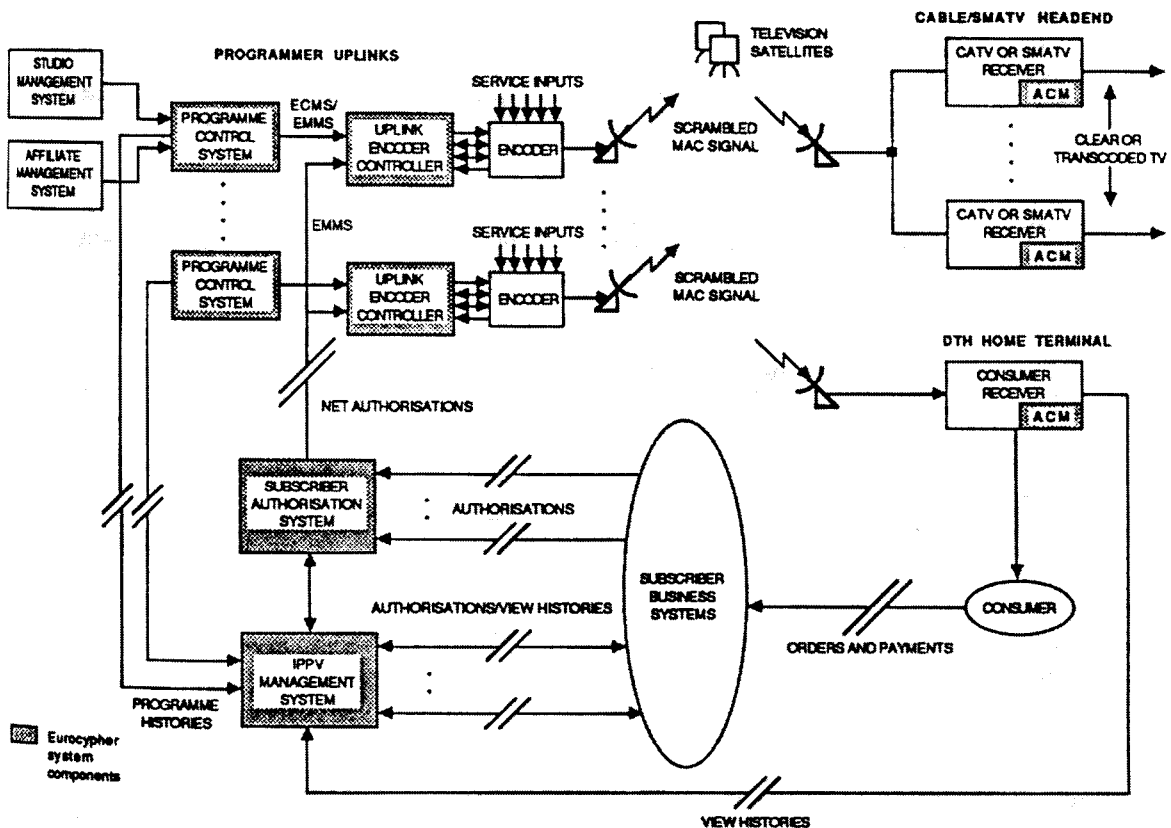 CABLE/SMATV HEADEND
PROGRAMMER UPLINKS
TELEVISION
SATELLITES
STUDIO
MANAGEMENT
SYSTEM
AFFILIATE
MANAGEMENT
SYSTEM
PROGRAMME
CONTROL
SYSTEM
ECMS/
EMMS
UPLINK
ENCODER
CONTROLLER
SERVICE INPUTS
ENCODER
SCRAMBLED
MAC SIGNAL
CATV OR SMATV
RECEIVER
ACM
CLEAR OR
TRANSCODED TV
CATV OR SMATV
RECEIVER
ACM
EMMS
PROGRAMME
CONTROL
SYSTEM
UPLINK
ENCODER
CONTROLLER
SERVICE INPUTS
ENCODER
SCRAMBLED
MAC SIGNAL
DTH HOME TERMINAL
CONSUMER
RECEIVER
ACM
NET AUTHORISATIONS
SUBSCRIBER
AUTHORISATION
SYSTEM
AUTHORISATIONS
SUBSCRIBER
BUSINESS
SYSTEMS
CONSUMER
AUTHORISATIONS/VIEW HISTORIES
ORDERS AND PAYMENTS
IPPV
MANAGEMENT
SYSTEM
PROGRAMME
HISTORIES
Eurocypher
system
components
VIEW HISTORIES